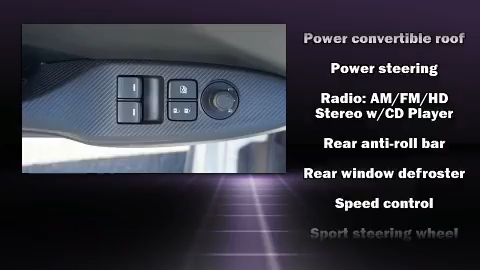 Power convertible roof
Power steering
Radio: AM/FM/HD
Stereo w/CD Player
Rear anti-roll bar
Rear window defroster
Speed control
Sport steering wheel